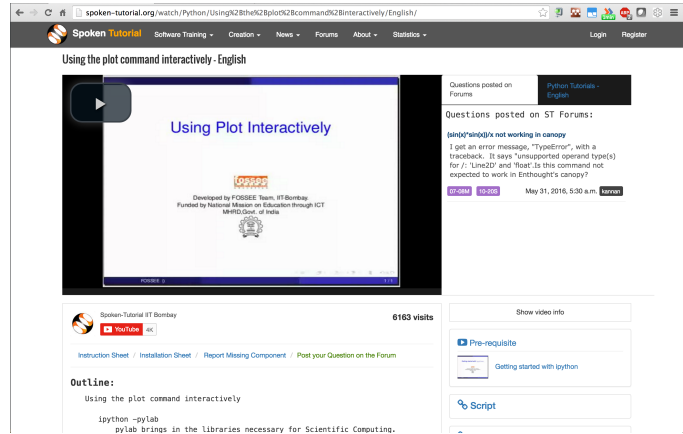 spoken-tutorial.org/watch/Python/Using%2Bthe%2Bplot%2Bcommand%2Binteractively/English/
Spoken Tutorial Software Training Creation News Forums About Statistics Login Register
Using the plot command interactively - English
Using Plot Interactively
fossee
Developed by FOSSEE Team, IIT-Bombay.
Funded by National Mission on Education through ICT
MHRD,Govt. of India
FOSSEE ()
1 / 1
Questions posted on
Forums
Python Tutorials -
English
Questions posted on ST Forums:
(sin(x)*sin(x))/x not working in canopy
I get an error message, "TypeError", with a
traceback. It says "unsupported operand type(s)
for /: 'Line2D' and 'float'.Is this command not
expected to work in Enthought's canopy?
07-08M 10-20S May 31, 2016, 5:30 a.m. kannan
Spoken-Tutorial IIT Bombay
YouTube 4K
6163 visits
Instruction Sheet / Installation Sheet / Report Missing Component / Post your Question on the Forum
Outline:
Using the plot command interactively
ipython -pylab
pylab brings in the libraries necessary for Scientific Computing.
Show video info
Pre-requisite
Getting started with ipython
Script